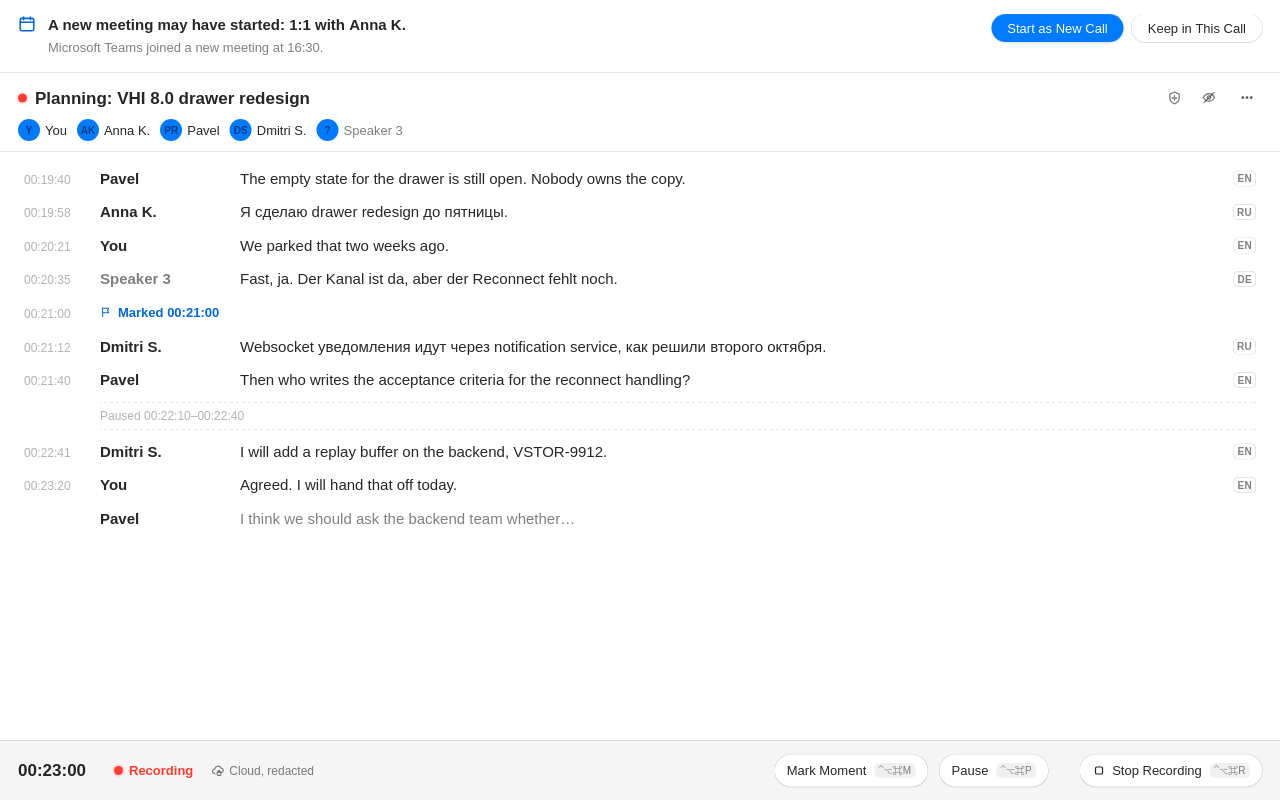 A new meeting may have started: 1:1 with Anna K.
Microsoft Teams joined a new meeting at 16:30.
Start as New Call
Keep in This Call
Planning: VHI 8.0 drawer redesign
Y You AK Anna K. PR Pavel DS Dmitri S. ? Speaker 3
00:19:40 Pavel The empty state for the drawer is still open. Nobody owns the copy. EN
00:19:58 Anna K. Я сделаю drawer redesign до пятницы. RU
00:20:21 You We parked that two weeks ago. EN
00:20:35 Speaker 3 Fast, ja. Der Kanal ist da, aber der Reconnect fehlt noch. DE
00:21:00 Marked 00:21:00
00:21:12 Dmitri S. Websocket уведомления идут через notification service, как решили второго октября. RU
00:21:40 Pavel Then who writes the acceptance criteria for the reconnect handling? EN
Paused 00:22:10–00:22:40
00:22:41 Dmitri S. I will add a replay buffer on the backend, VSTOR-9912. EN
00:23:20 You Agreed. I will hand that off today. EN
Pavel I think we should ask the backend team whether…
00:23:00 Recording Cloud, redacted Mark Moment ⌃⌥⌘M Pause ⌃⌥⌘P Stop Recording ⌃⌥⌘R